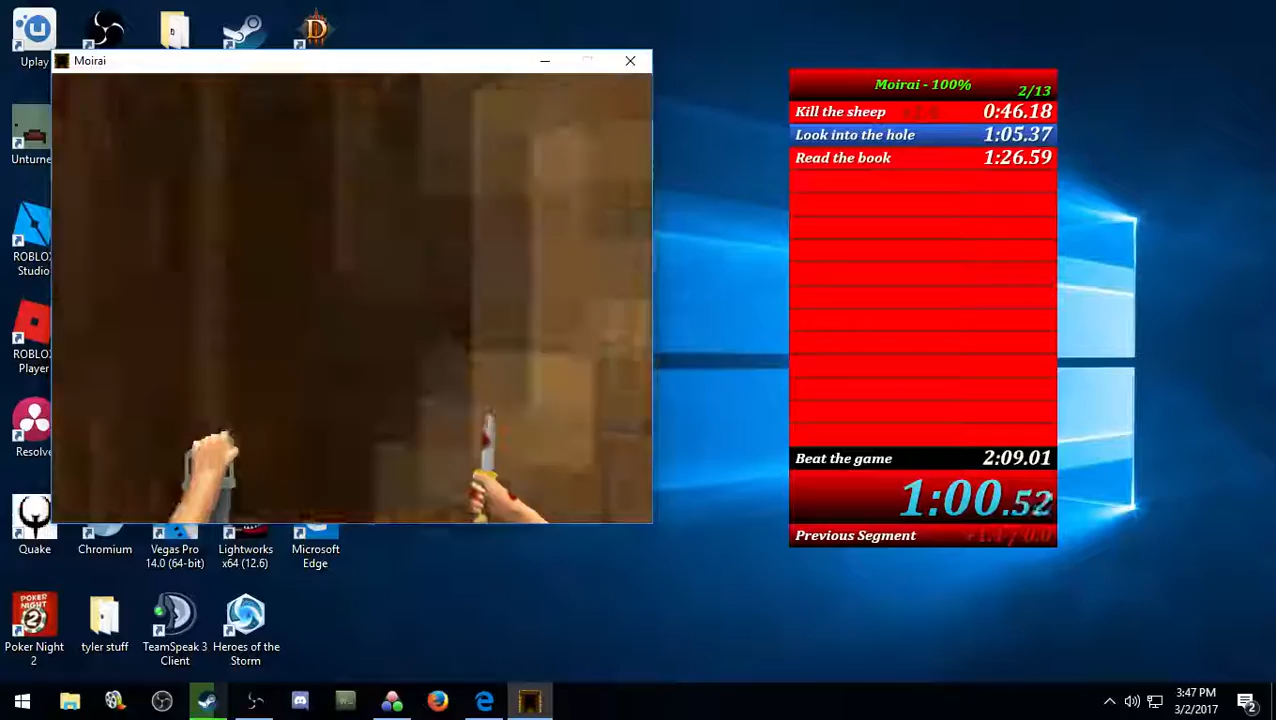 Uplay
Moirai
Unturne
ROBLOX
Studio
ROBLOX
Player
Resolve
Quake
Chromium
Vegas Pro
14.0 (64-bit)
Lightworks
x64 (12.6)
Microsoft
Edge
Poker Night
2
tyler stuff
TeamSpeak 3
Client
Heroes of the
Storm
Moirai - 100%
2/13
Kill the sheep 0:46.18
Look into the hole 1:05.37
Read the book 1:26.59
Beat the game 2:09.01
1:00.52
Previous Segment
3:47 PM
3/2/2017
2